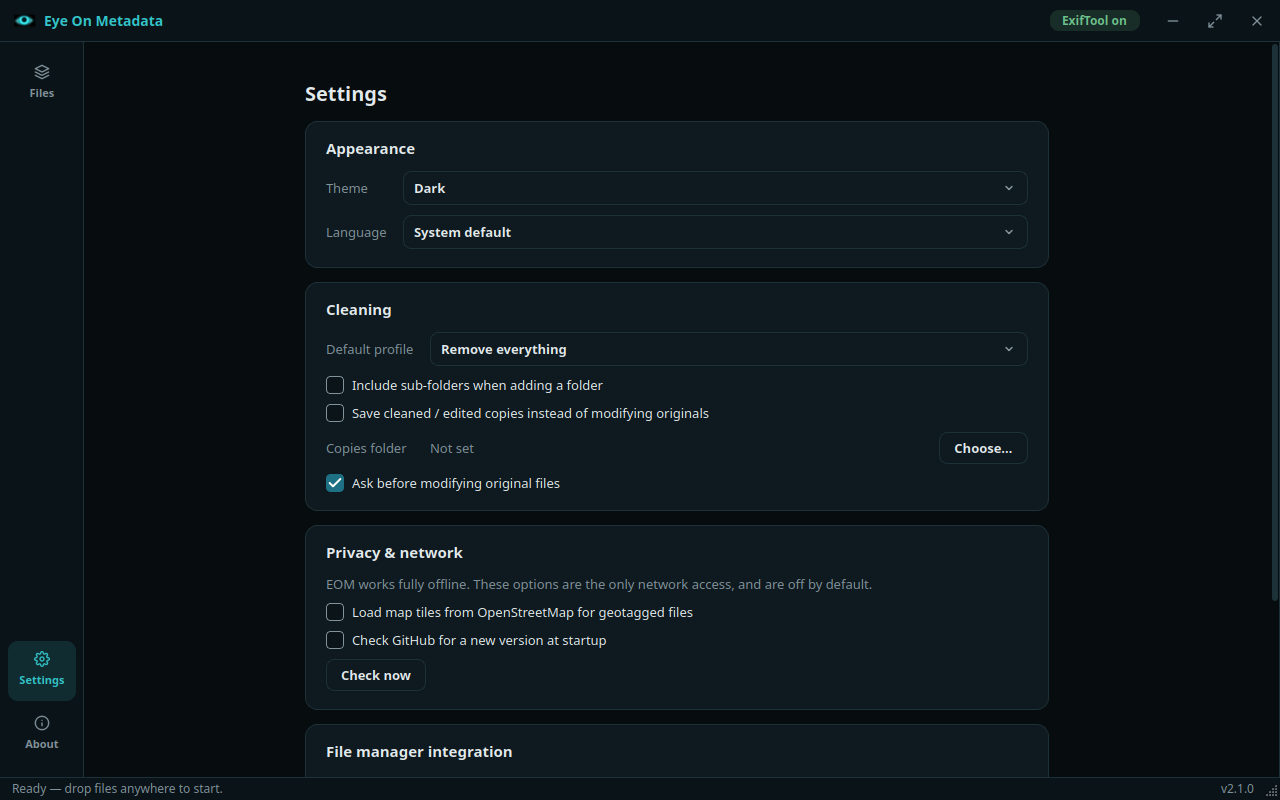 Eye On Metadata
ExifTool on
Files
Settings
Appearance
Theme
Dark
Language
System default
Cleaning
Default profile
Remove everything
Include sub-folders when adding a folder
Save cleaned / edited copies instead of modifying originals
Copies folder
Not set
Choose...
Ask before modifying original files
Privacy & network
EOM works fully offline. These options are the only network access, and are off by default.
Load map tiles from OpenStreetMap for geotagged files
Check GitHub for a new version at startup
Check now
File manager integration
Settings
About
Ready — drop files anywhere to start.
v2.1.0